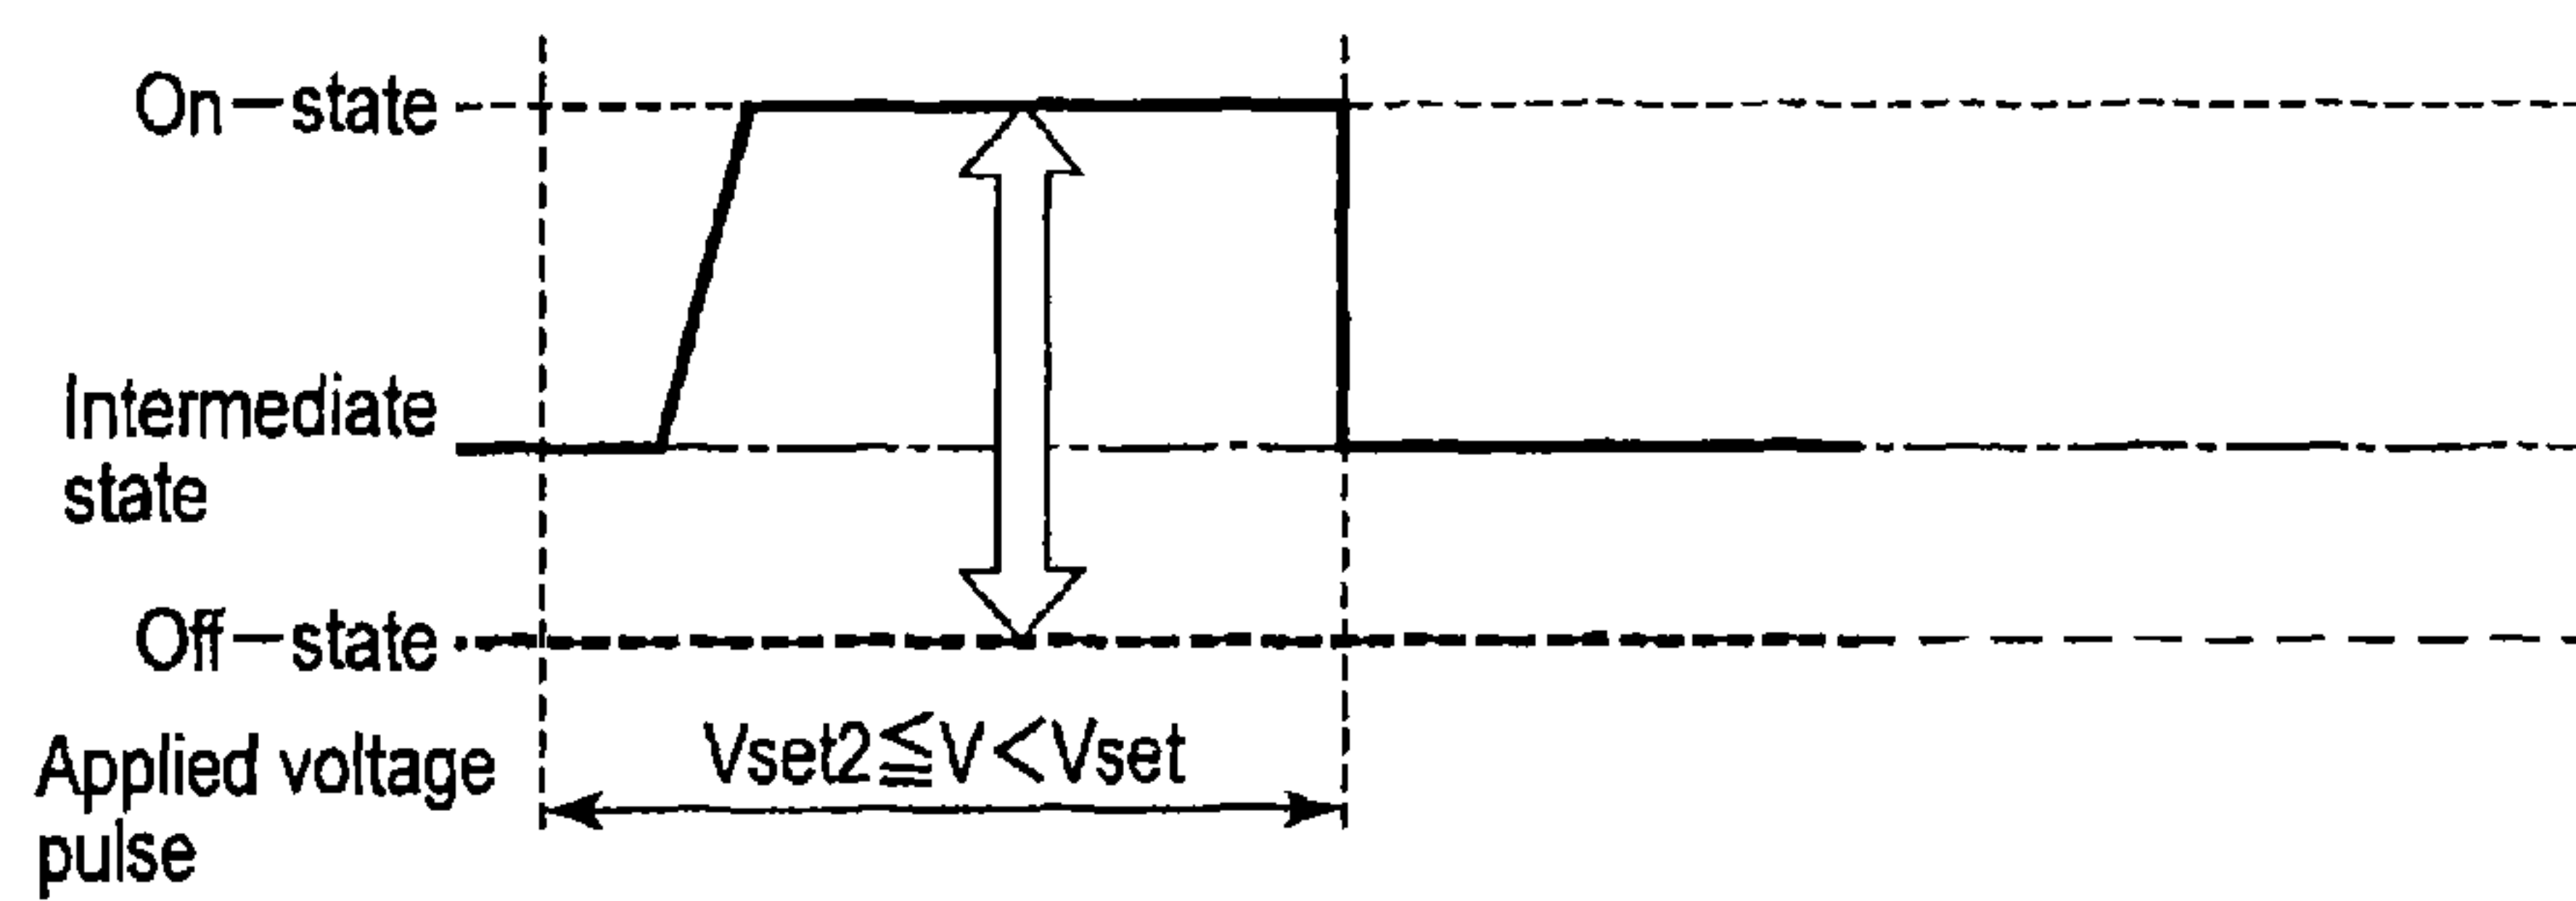 On-state
Intermediate
state
Off-state
Vset2≦V<Vset
Applied voltage
pulse